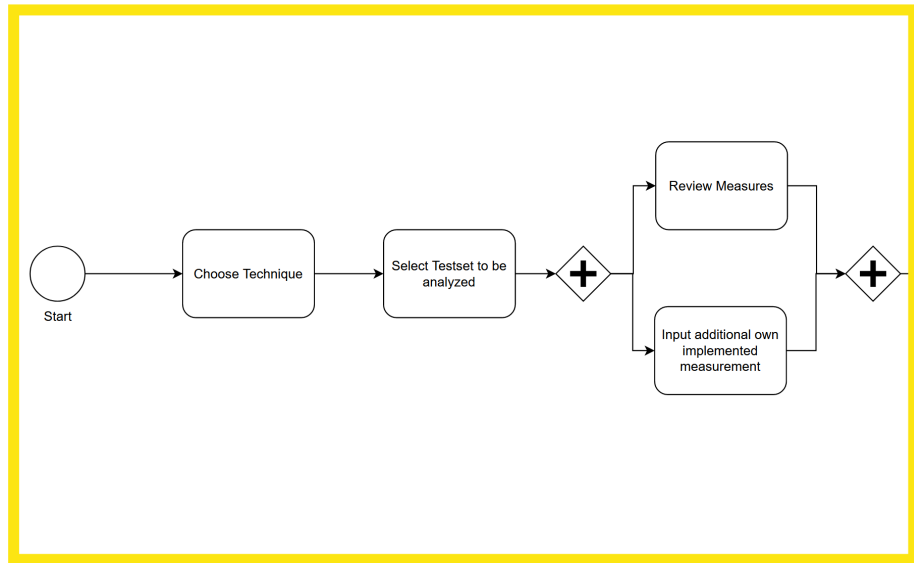 Start
Choose Technique
Select Testset to be
analyzed
Review Measures
Input additional own
implemented
measurement